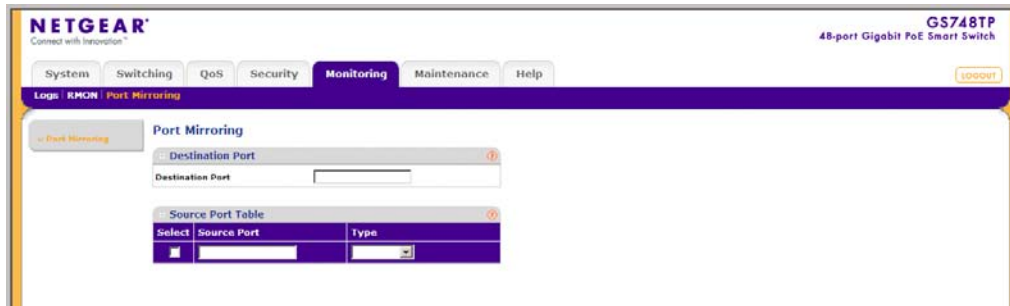 NETGEAR®
Connect with Innovation™
GS748TP
48-port Gigabit PoE Smart Switch
System Switching QoS Security Monitoring Maintenance Help
LOGOUT
Logs RMON Port Mirroring
Port Mirroring
Port Mirroring
Destination Port
Destination Port
Source Port Table
Select Source Port Type